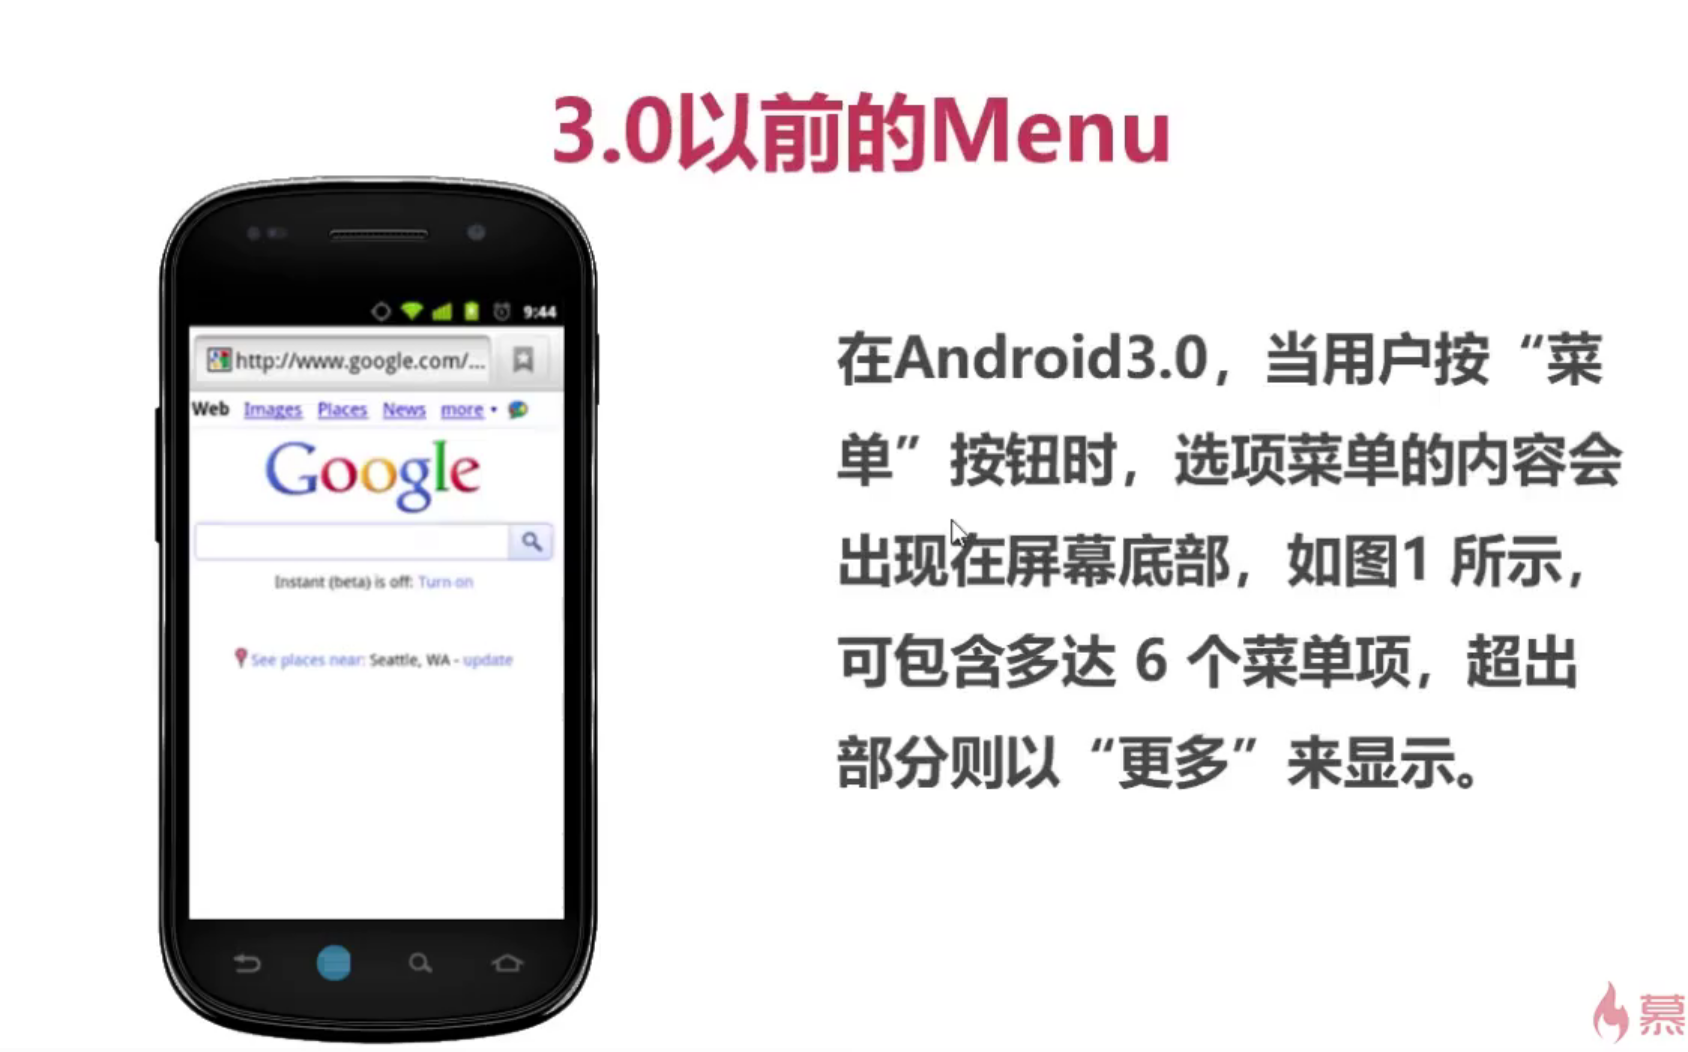 3.0以前的Menu
9:44
http://www.google.com/...
Web Images Places News more
Google
Instant (beta) is off: Turn on
See places near: Seattle, WA - update
在Android3.0，当用户按“菜
单”按钮时，选项菜单的内容会
出现在屏幕底部，如图1 所示，
可包含多达 6 个菜单项，超出
部分则以“更多”来显示。
慕